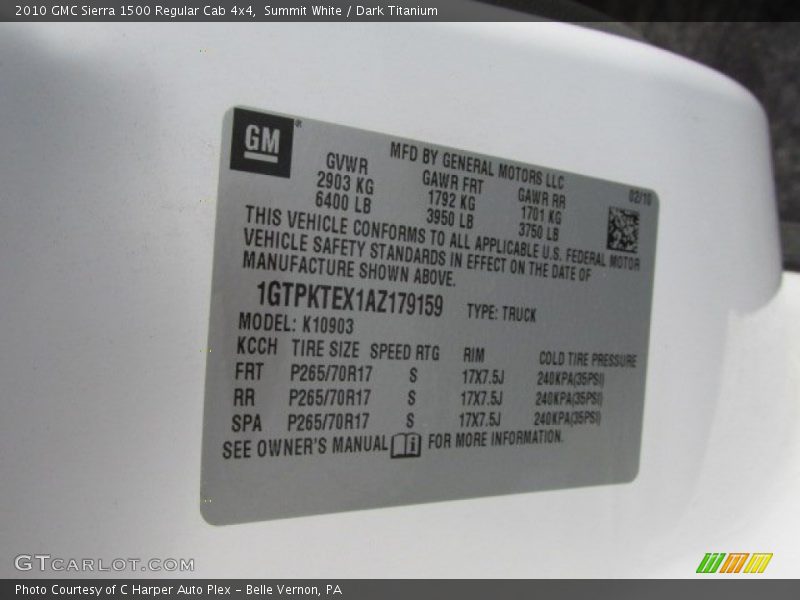 2010 GMC Sierra 1500 Regular Cab 4x4,  Summit White / Dark Titanium
GM®
MFD BY GENERAL MOTORS LLC
02/10
GVWR GAWR FRT GAWR RR
2903 KG 1792 KG 1701 KG
6400 LB 3950 LB 3750 LB
THIS VEHICLE CONFORMS TO ALL APPLICABLE U.S. FEDERAL MOTOR
VEHICLE SAFETY STANDARDS IN EFFECT ON THE DATE OF
MANUFACTURE SHOWN ABOVE.
1GTPKTEX1AZ179159 TYPE: TRUCK
MODEL: K10903
KCCH TIRE SIZE SPEED RTG RIM COLD TIRE PRESSURE
FRT P265/70R17 S 17X7.5J 240KPA(35PSI)
RR P265/70R17 S 17X7.5J 240KPA(35PSI)
SPA P265/70R17 S 17X7.5J 240KPA(35PSI)
SEE OWNER'S MANUAL i FOR MORE INFORMATION.
GTCARLOT.COM
Photo Courtesy of C Harper Auto Plex – Belle Vernon, PA